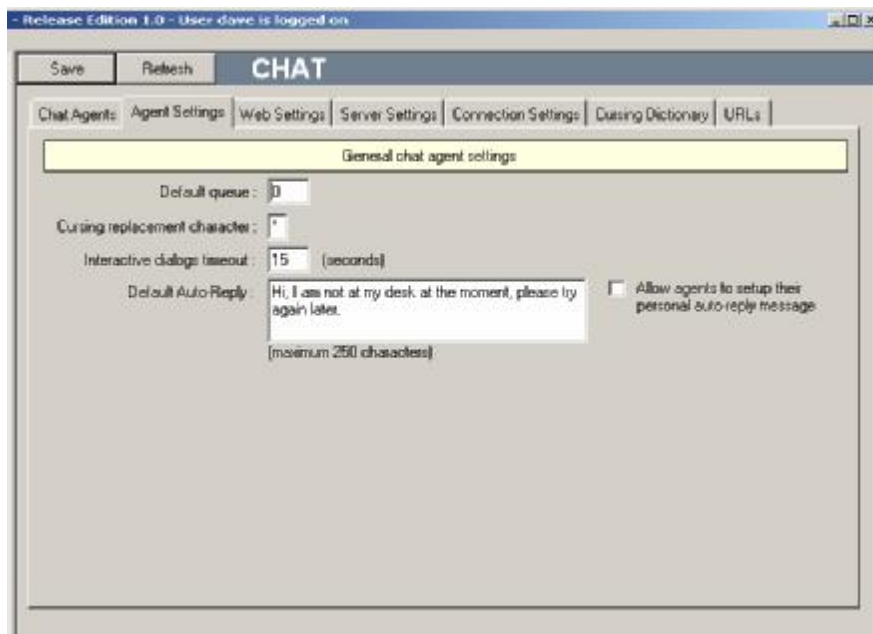 - Release Edition 1.0 - User dave is logged on
Save Refresh CHAT
Chat Agents Agent Settings Web Settings Server Settings Connection Settings Cursing Dictionary URLs
General chat agent settings
Default queue : 0
Cursing replacement character : *
Interactive dialogs timeout : 15 (seconds)
Default Auto-Reply : Hi, I am not at my desk at the moment, please try
again later.
Allow agents to setup their
personal auto-reply message
(maximum 250 characters)